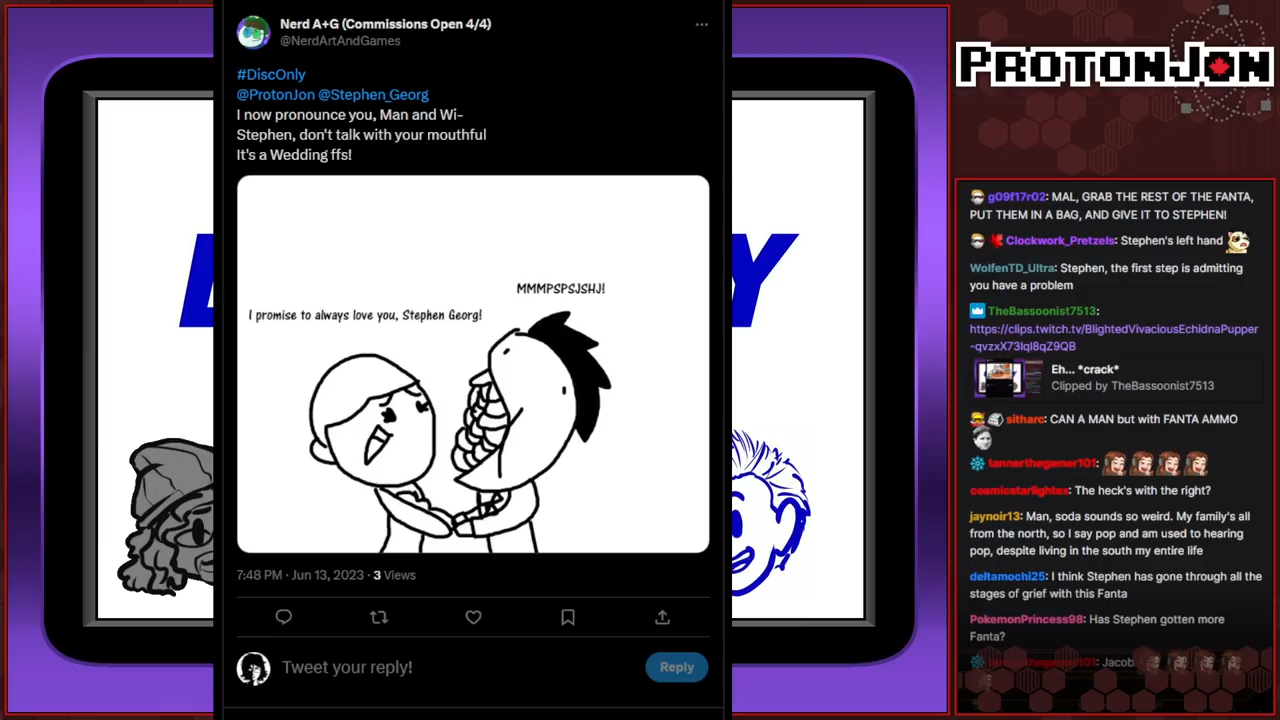 Nerd A+G (Commissions Open 4/4)
@NerdArtAndGames
#DiscOnly
@ProtonJon @Stephen_Georg
I now pronounce you, Man and Wi-
Stephen, don't talk with your mouthful
It's a Wedding ffs!
MMMPSPSJSHJ!
I promise to always love you, Stephen Georg!
7:48 PM · Jun 13, 2023 · 3 Views
Tweet your reply!
Reply
Y
PROTONJON
g09f17r02: MAL, GRAB THE REST OF THE FANTA,
PUT THEM IN A BAG, AND GIVE IT TO STEPHEN!
Clockwork_Pretzels: Stephen's left hand
WolfenTD_Ultra: Stephen, the first step is admitting
you have a problem
TheBassoonist7513:
https://clips.twitch.tv/BlightedVivaciousEchidnaPupper
-qvzxX73lql8qZ9QB
Eh... *crack*
Clipped by TheBassoonist7513
sitharc: CAN A MAN but with FANTA AMMO
tannerthegamer101:
cosmicstarlightex: The heck's with the right?
jaynoir13: Man, soda sounds so weird. My family's all
from the north, so I say pop and am used to hearing
pop, despite living in the south my entire life
deltamochi25: I think Stephen has gone through all the
stages of grief with this Fanta
PokemonPrincess98: Has Stephen gotten more
Fanta?
Jacob